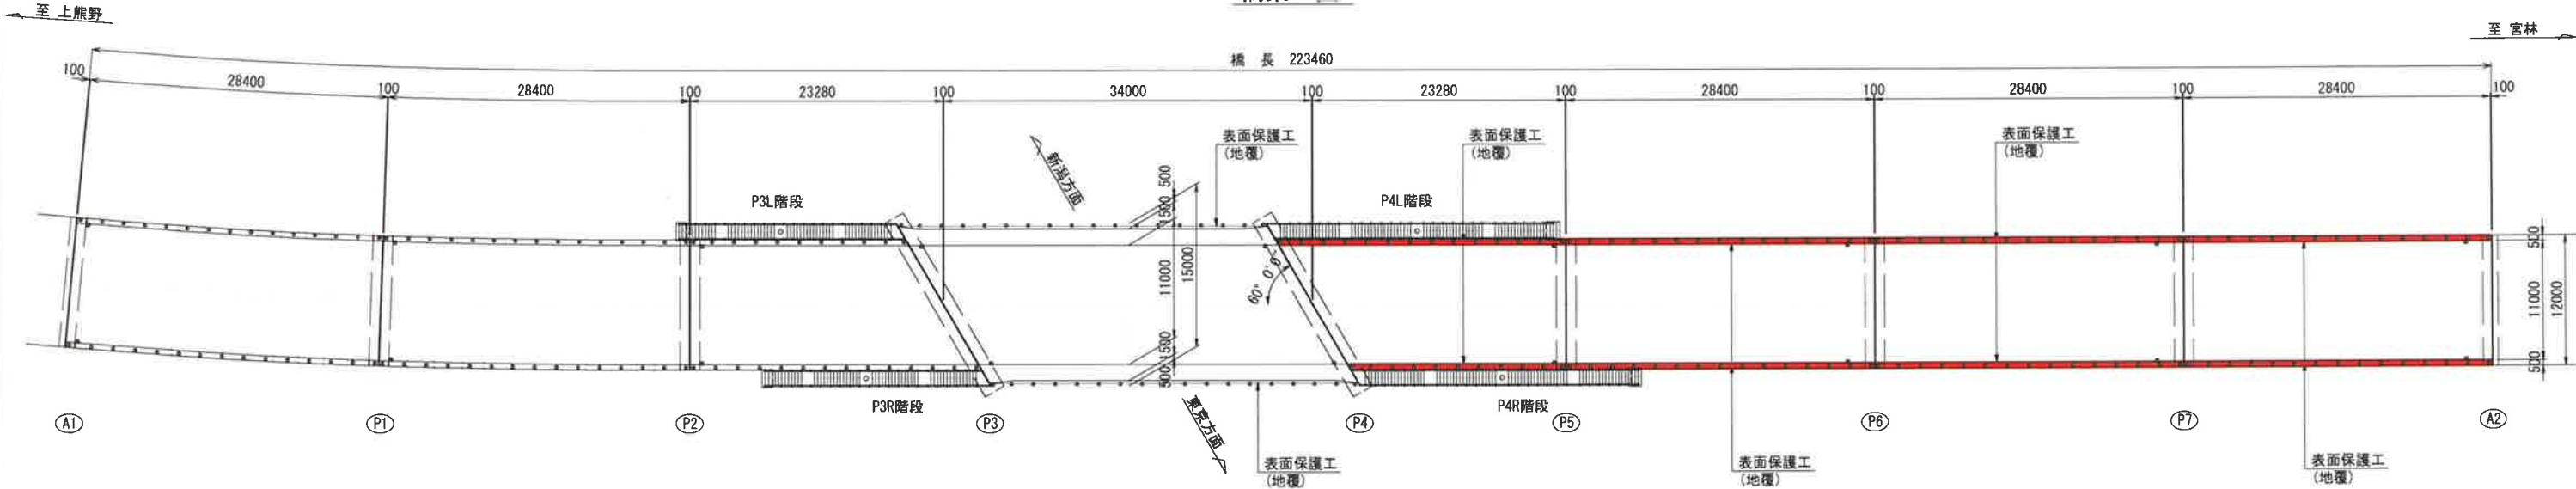 至 上熊野
至 宮林
橋 長 223460
100
28400
100
28400
100
23280
100
34000
100
23280
100
28400
100
28400
100
28400
100
表面保護工
(地覆)
表面保護工
(地覆)
表面保護工
(地覆)
新潟方面
P3L階段
P4L階段
500
1500
11000
15000
1500
500
60° 0' 0"
500
11000
12000
500
P3R階段
P4R階段
東京方面
A1
P1
P2
P3
P4
P5
P6
P7
A2
表面保護工
(地覆)
表面保護工
(地覆)
表面保護工
(地覆)